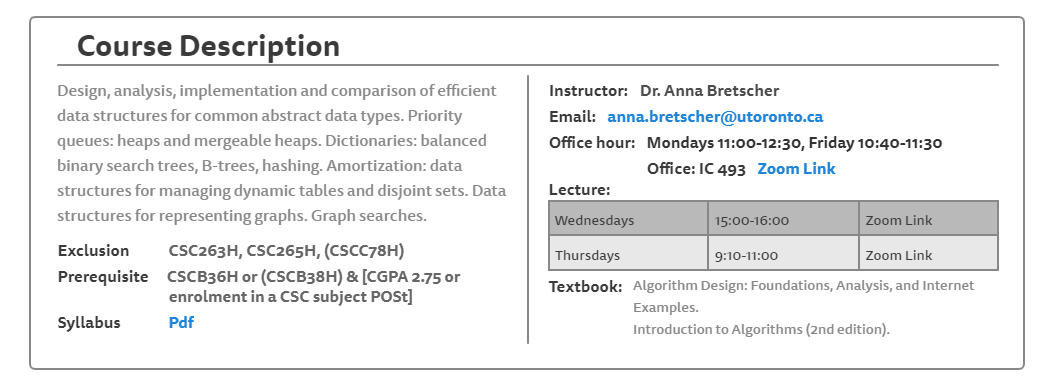 Course Description
Design, analysis, implementation and comparison of efficient
data structures for common abstract data types. Priority
queues: heaps and mergeable heaps. Dictionaries: balanced
binary search trees, B-trees, hashing. Amortization: data
structures for managing dynamic tables and disjoint sets. Data
structures for representing graphs. Graph searches.
Exclusion CSC263H, CSC265H, (CSCC78H)
Prerequisite CSCB36H or (CSCB38H) & [CGPA 2.75 or
enrolment in a CSC subject POSt]
Syllabus Pdf
Instructor: Dr. Anna Bretscher
Email: anna.bretscher@utoronto.ca
Office hour: Mondays 11:00-12:30, Friday 10:40-11:30
Office: IC 493 Zoom Link
Lecture:
Wednesdays 15:00-16:00 Zoom Link
Thursdays 9:10-11:00 Zoom Link
Textbook: Algorithm Design: Foundations, Analysis, and Internet
Examples.
Introduction to Algorithms (2nd edition).